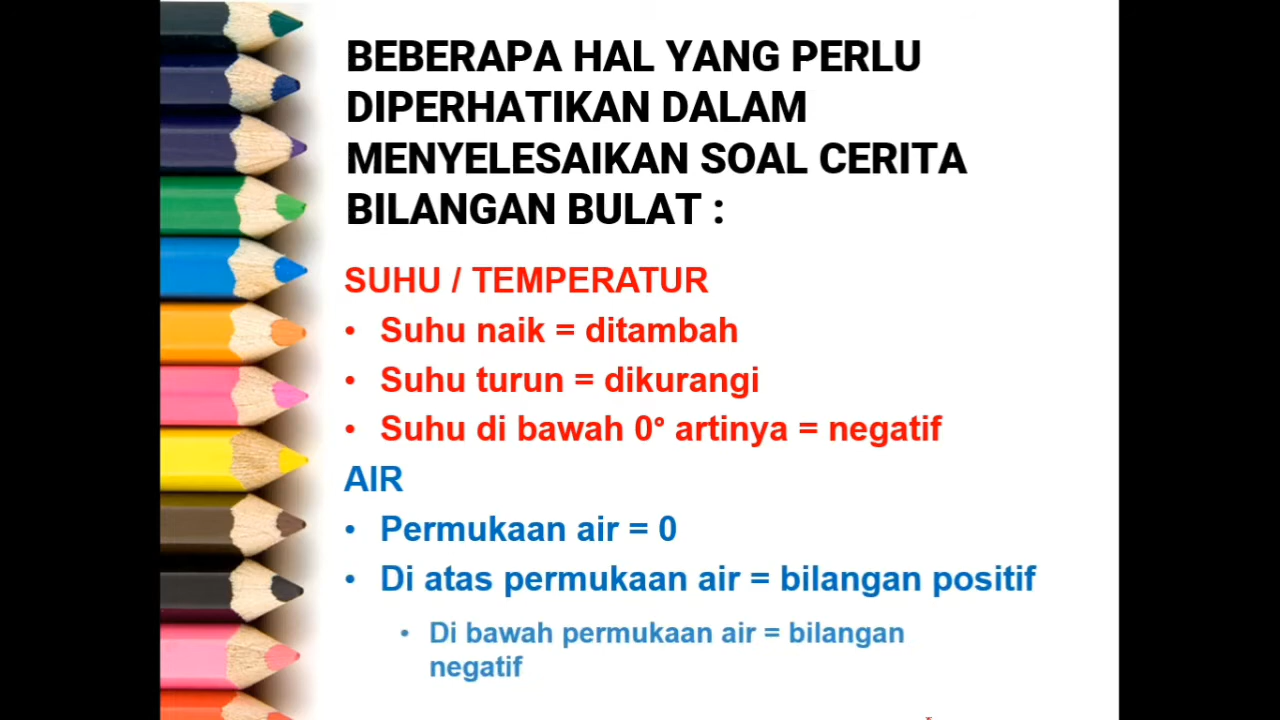 BEBERAPA HAL YANG PERLU
DIPERHATIKAN DALAM
MENYELESAIKAN SOAL CERITA
BILANGAN BULAT :
SUHU / TEMPERATUR
• Suhu naik = ditambah
• Suhu turun = dikurangi
• Suhu di bawah 0° artinya = negatif
AIR
• Permukaan air = 0
• Di atas permukaan air = bilangan positif
• Di bawah permukaan air = bilangan
negatif